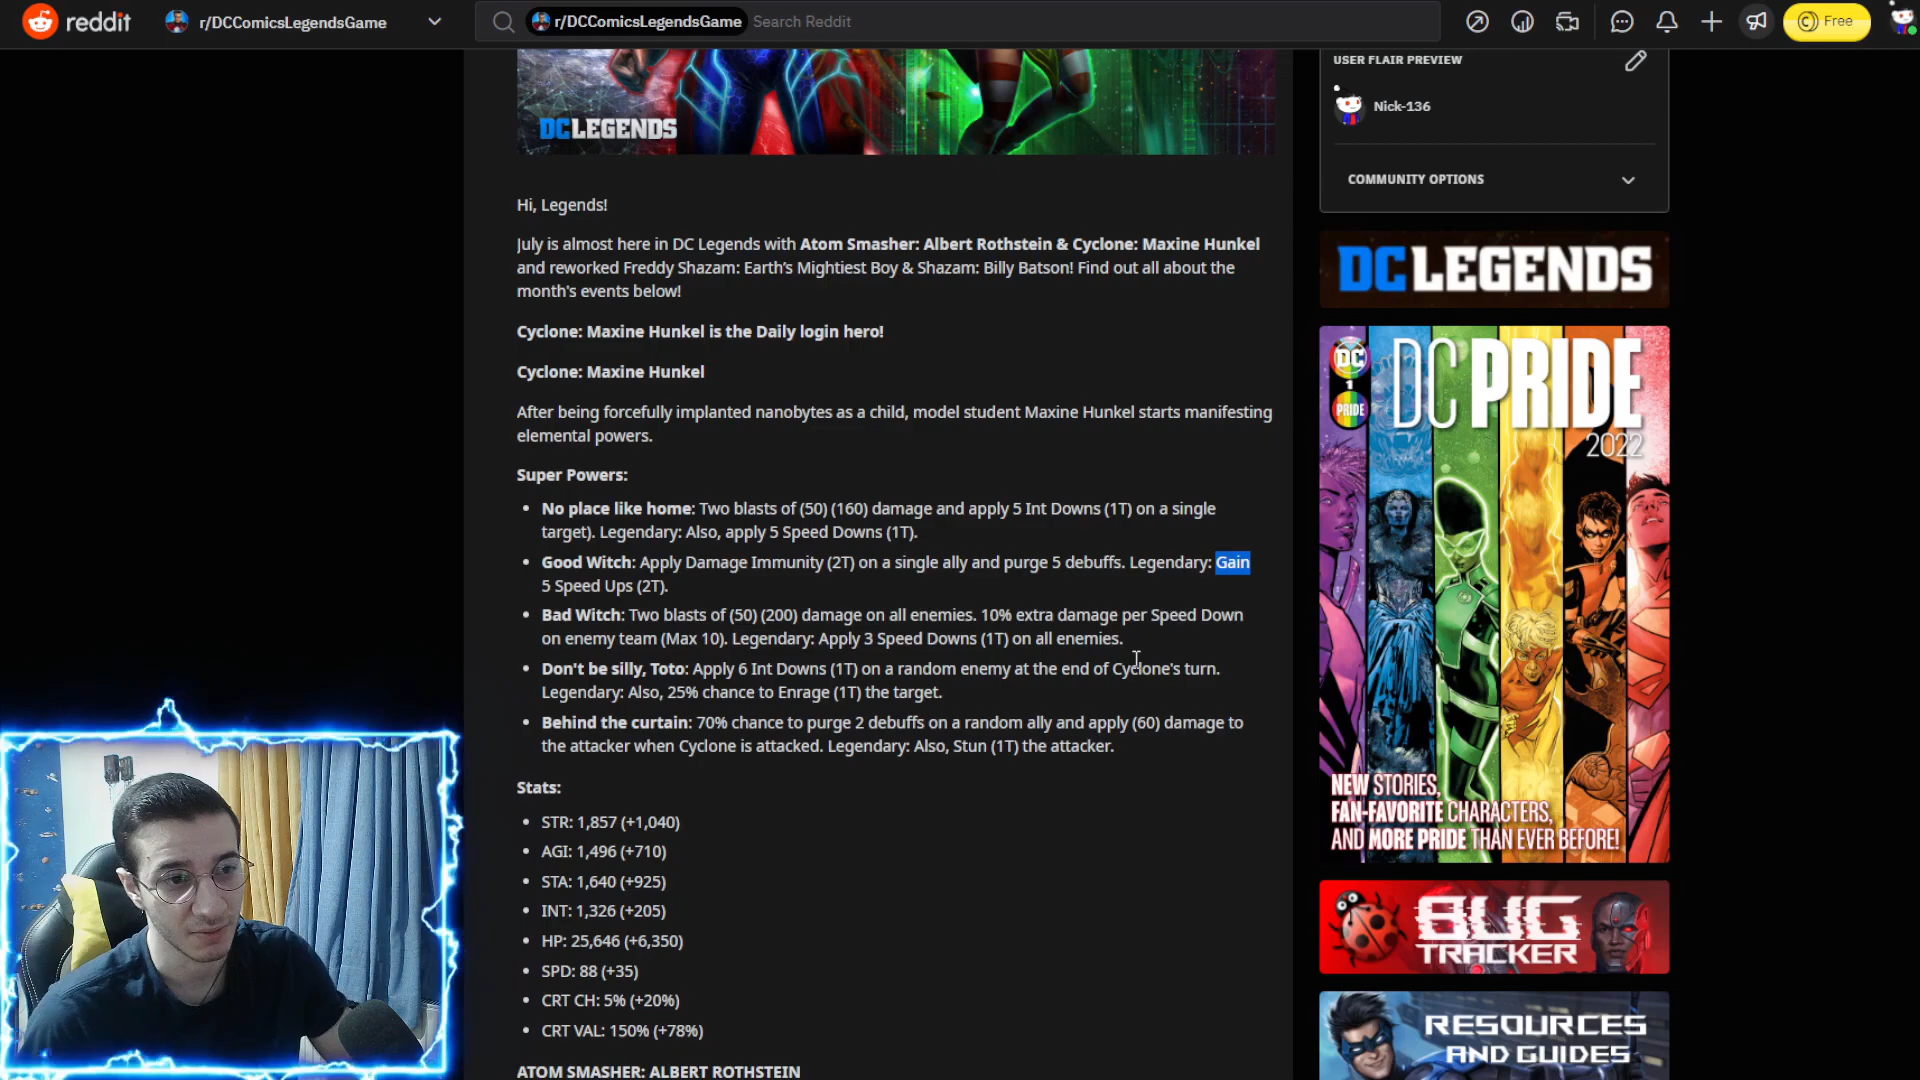 reddit
r/DCComicsLegendsGame
r/DCComicsLegendsGame
Search Reddit
Free
DCLEGENDS
Hi, Legends!
July is almost here in DC Legends with Atom Smasher: Albert Rothstein & Cyclone: Maxine Hunkel
and reworked Freddy Shazam: Earth's Mightiest Boy & Shazam: Billy Batson! Find out all about the
month's events below!
Cyclone: Maxine Hunkel is the Daily login hero!
Cyclone: Maxine Hunkel
After being forcefully implanted nanobytes as a child, model student Maxine Hunkel starts manifesting
elemental powers.
Super Powers:
No place like home: Two blasts of (50) (160) damage and apply 5 Int Downs (1T) on a single
target). Legendary: Also, apply 5 Speed Downs (1T).
Good Witch: Apply Damage Immunity (2T) on a single ally and purge 5 debuffs. Legendary: Gain
5 Speed Ups (2T).
Bad Witch: Two blasts of (50) (200) damage on all enemies. 10% extra damage per Speed Down
on enemy team (Max 10). Legendary: Apply 3 Speed Downs (1T) on all enemies.
Don't be silly, Toto: Apply 6 Int Downs (1T) on a random enemy at the end of Cyclone's turn.
Legendary: Also, 25% chance to Enrage (1T) the target.
Behind the curtain: 70% chance to purge 2 debuffs on a random ally and apply (60) damage to
the attacker when Cyclone is attacked. Legendary: Also, Stun (1T) the attacker.
Stats:
STR: 1,857 (+1,040)
AGI: 1,496 (+710)
STA: 1,640 (+925)
INT: 1,326 (+205)
HP: 25,646 (+6,350)
SPD: 88 (+35)
CRT CH: 5% (+20%)
CRT VAL: 150% (+78%)
ATOM SMASHER: ALBERT ROTHSTEIN
USER FLAIR PREVIEW
Nick-136
COMMUNITY OPTIONS
DCLEGENDS
DC
1
PRIDE
DC PRIDE
2022
NEW STORIES,
FAN-FAVORITE CHARACTERS,
AND MORE PRIDE THAN EVER BEFORE!
BUG
TRACKER
RESOURCES
AND GUIDES